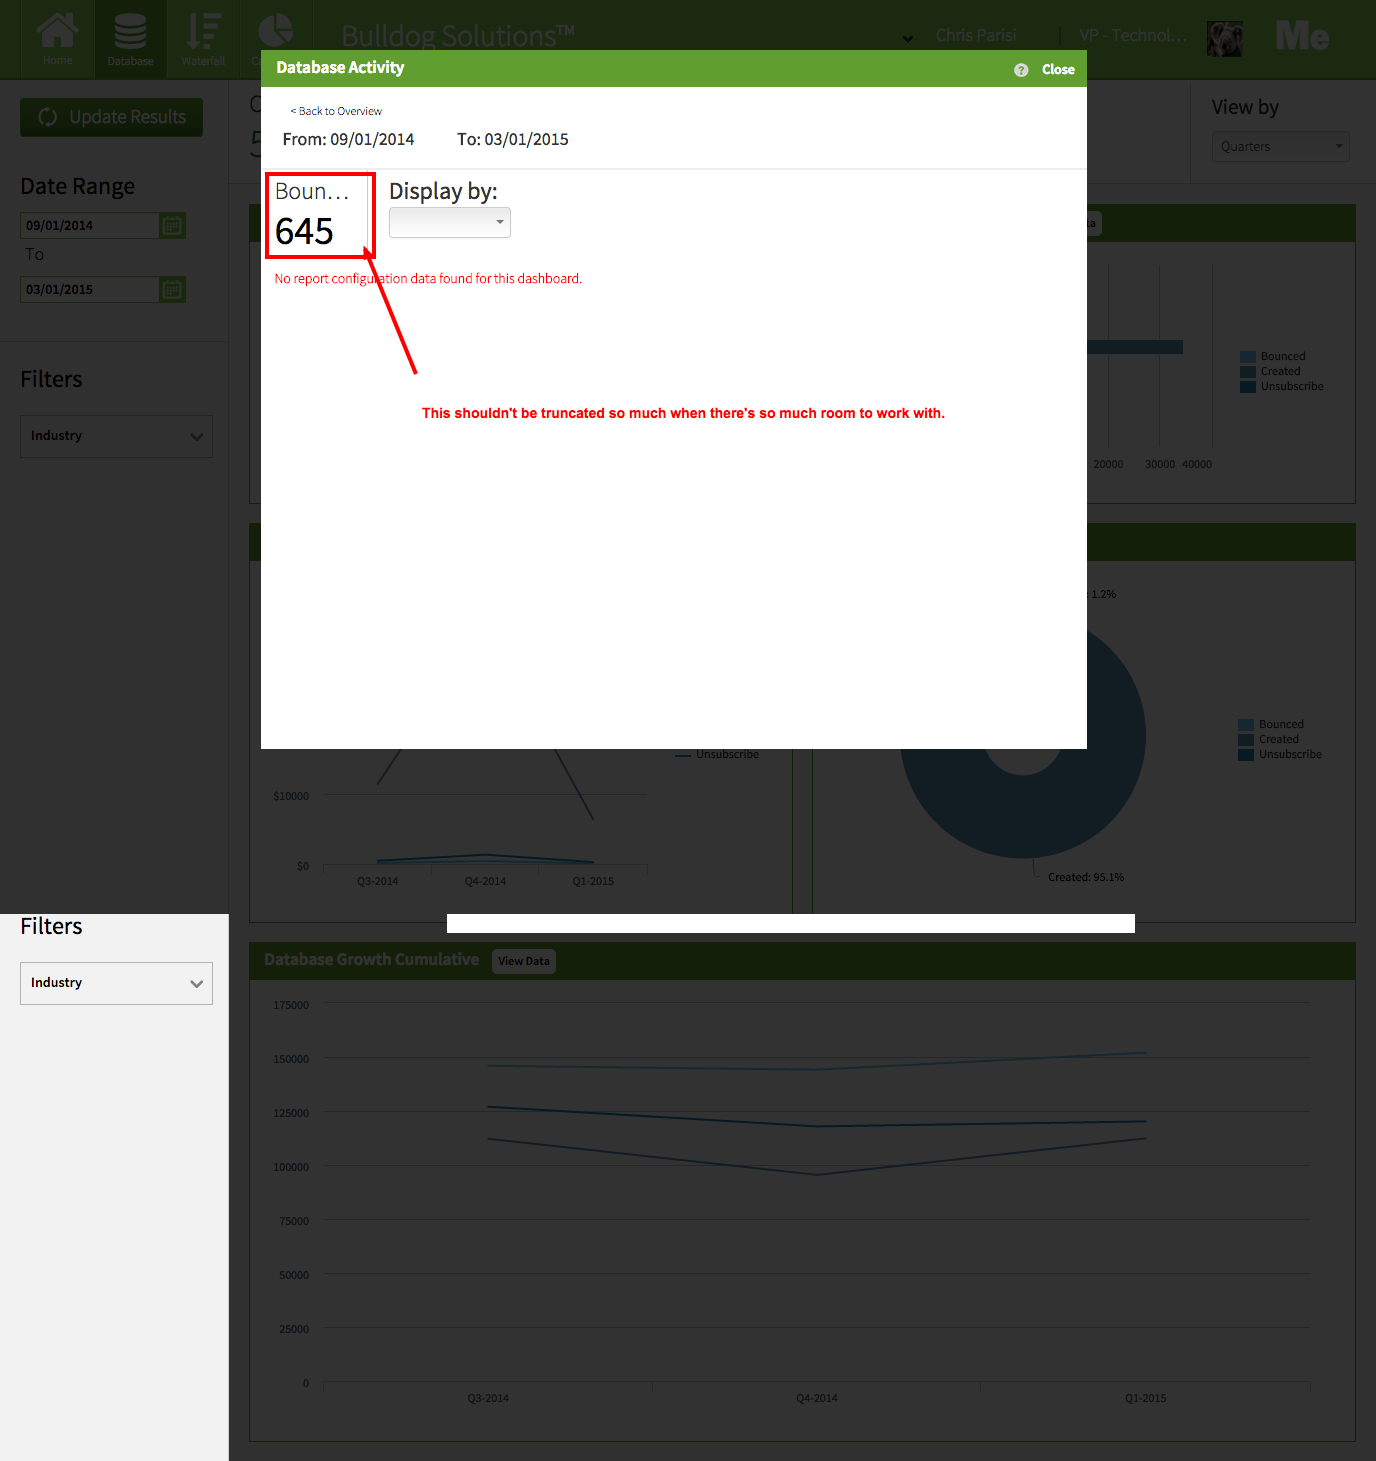 Bulldog Solutions™
Chris Parisi
VP - Technol...
Me
Home
Database
Waterfall
Database Activity
? Close
Update Results
View by
Quarters
< Back to Overview
From: 09/01/2014 To: 03/01/2015
Date Range
09/01/2014
To
03/01/2015
Boun...
645
Display by:
No report configuration data found for this dashboard.
This shouldn't be truncated so much when there's so much room to work with.
Filters
Industry
Bounced
Created
Unsubscribe
20000 30000 40000
: 1.2%
Bounced
Created
Unsubscribe
Unsubscribe
$10000
$0
Q3-2014 Q4-2014 Q1-2015
Created: 95.1%
Filters
Industry
Database Growth Cumulative View Data
175000
150000
125000
100000
75000
50000
25000
0
Q3-2014 Q4-2014 Q1-2015